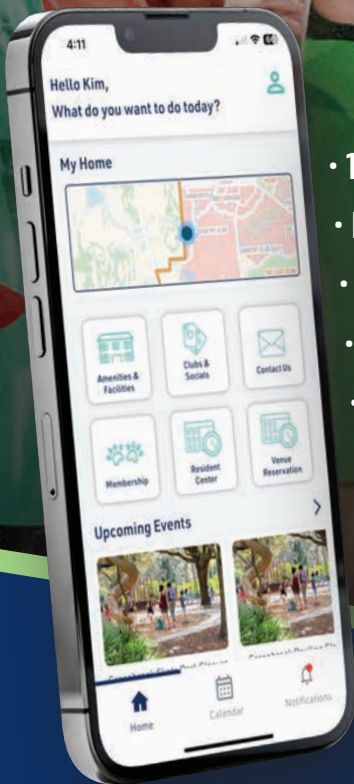 4:11
Hello Kim,
What do you want to do today?
My Home
Amenities &
Facilities
Clubs &
Socials
Contact Us
Membership
Resident
Center
Venue
Reservation
Upcoming Events
Home
Calendar
Notifications